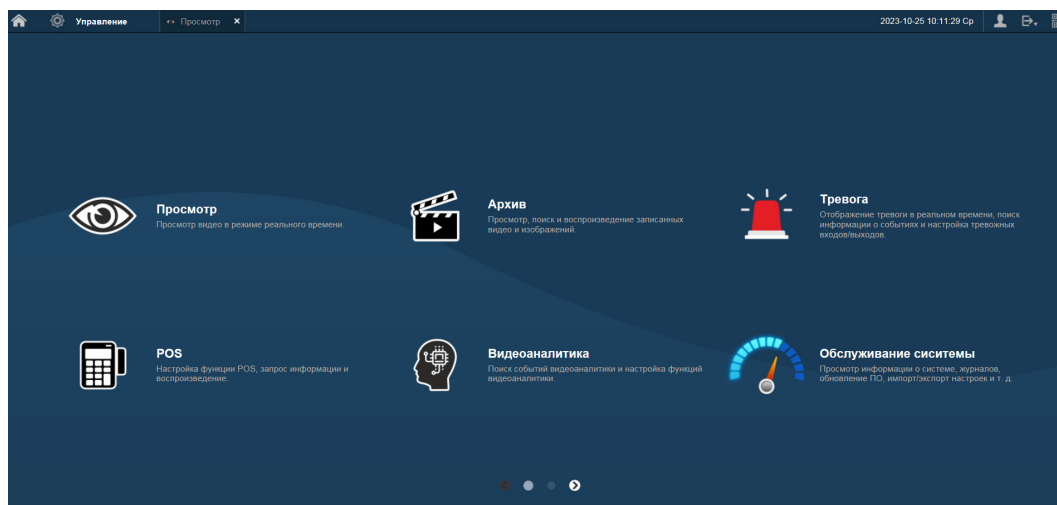 Управление
Просмотр
2023-10-25 10:11:29 Ср
Просмотр
Просмотр видео в режиме реального времени.
Архив
Просмотр, поиск и воспроизведение записанных
видео и изображений.
Тревога
Отображение тревоги в реальном времени, поиск
информации о событиях и настройка тревожных
входов/выходов.
POS
Настройка функции POS, запрос информации и
воспроизведение.
Видеоаналитика
Поиск событий видеоаналитики и настройка функций
видеоаналитики.
Обслуживание сиситемы
Просмотр информации о системе, журналов,
обновление ПО, импорт/экспорт настроек и т. д.